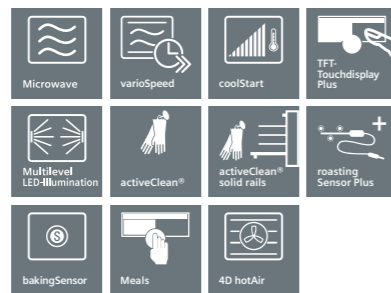 Microwave
varioSpeed
coolStart
TFT-
Touchdisplay
Plus
Multilevel
LED-Illumination
activeClean®
activeClean®
solid rails
roasting
Sensor Plus
bakingSensor
Meals
4D hotAir